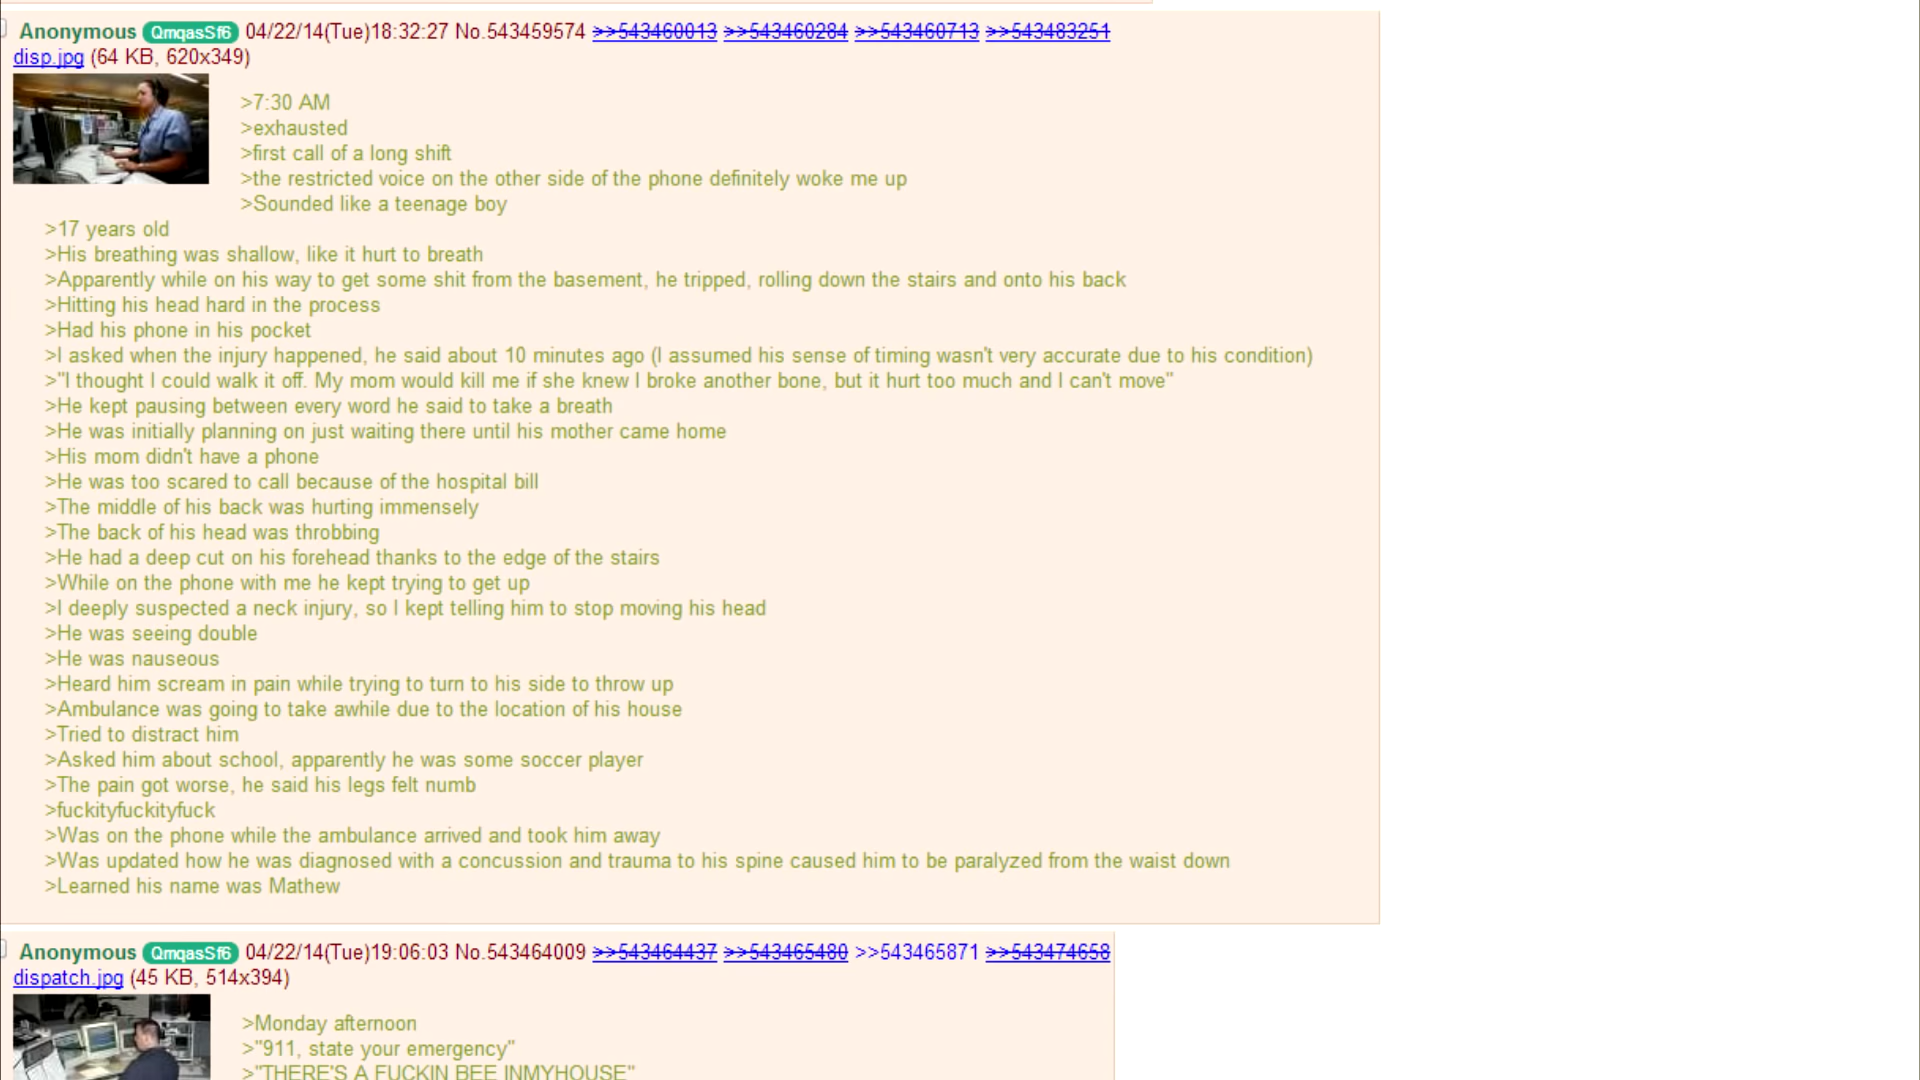 Anonymous QmqasSf6 04/22/14(Tue)18:32:27 No.543459574 >>543460013 >>543460284 >>543460713 >>543483251
disp.jpg (64 KB, 620x349)
>7:30 AM
>exhausted
>first call of a long shift
>the restricted voice on the other side of the phone definitely woke me up
>Sounded like a teenage boy
>17 years old
>His breathing was shallow, like it hurt to breath
>Apparently while on his way to get some shit from the basement, he tripped, rolling down the stairs and onto his back
>Hitting his head hard in the process
>Had his phone in his pocket
>I asked when the injury happened, he said about 10 minutes ago (I assumed his sense of timing wasn't very accurate due to his condition)
>"I thought I could walk it off. My mom would kill me if she knew I broke another bone, but it hurt too much and I can't move"
>He kept pausing between every word he said to take a breath
>He was initially planning on just waiting there until his mother came home
>His mom didn't have a phone
>He was too scared to call because of the hospital bill
>The middle of his back was hurting immensely
>The back of his head was throbbing
>He had a deep cut on his forehead thanks to the edge of the stairs
>While on the phone with me he kept trying to get up
>I deeply suspected a neck injury, so I kept telling him to stop moving his head
>He was seeing double
>He was nauseous
>Heard him scream in pain while trying to turn to his side to throw up
>Ambulance was going to take awhile due to the location of his house
>Tried to distract him
>Asked him about school, apparently he was some soccer player
>The pain got worse, he said his legs felt numb
>fuckityfuckityfuck
>Was on the phone while the ambulance arrived and took him away
>Was updated how he was diagnosed with a concussion and trauma to his spine caused him to be paralyzed from the waist down
>Learned his name was Mathew
Anonymous QmqasSf6 04/22/14(Tue)19:06:03 No.543464009 >>543464437 >>543465480 >>543465871 >>543474658
dispatch.jpg (45 KB, 514x394)
>Monday afternoon
>"911, state your emergency"
>"THERE'S A FUCKIN BEE INMYHOUSE"